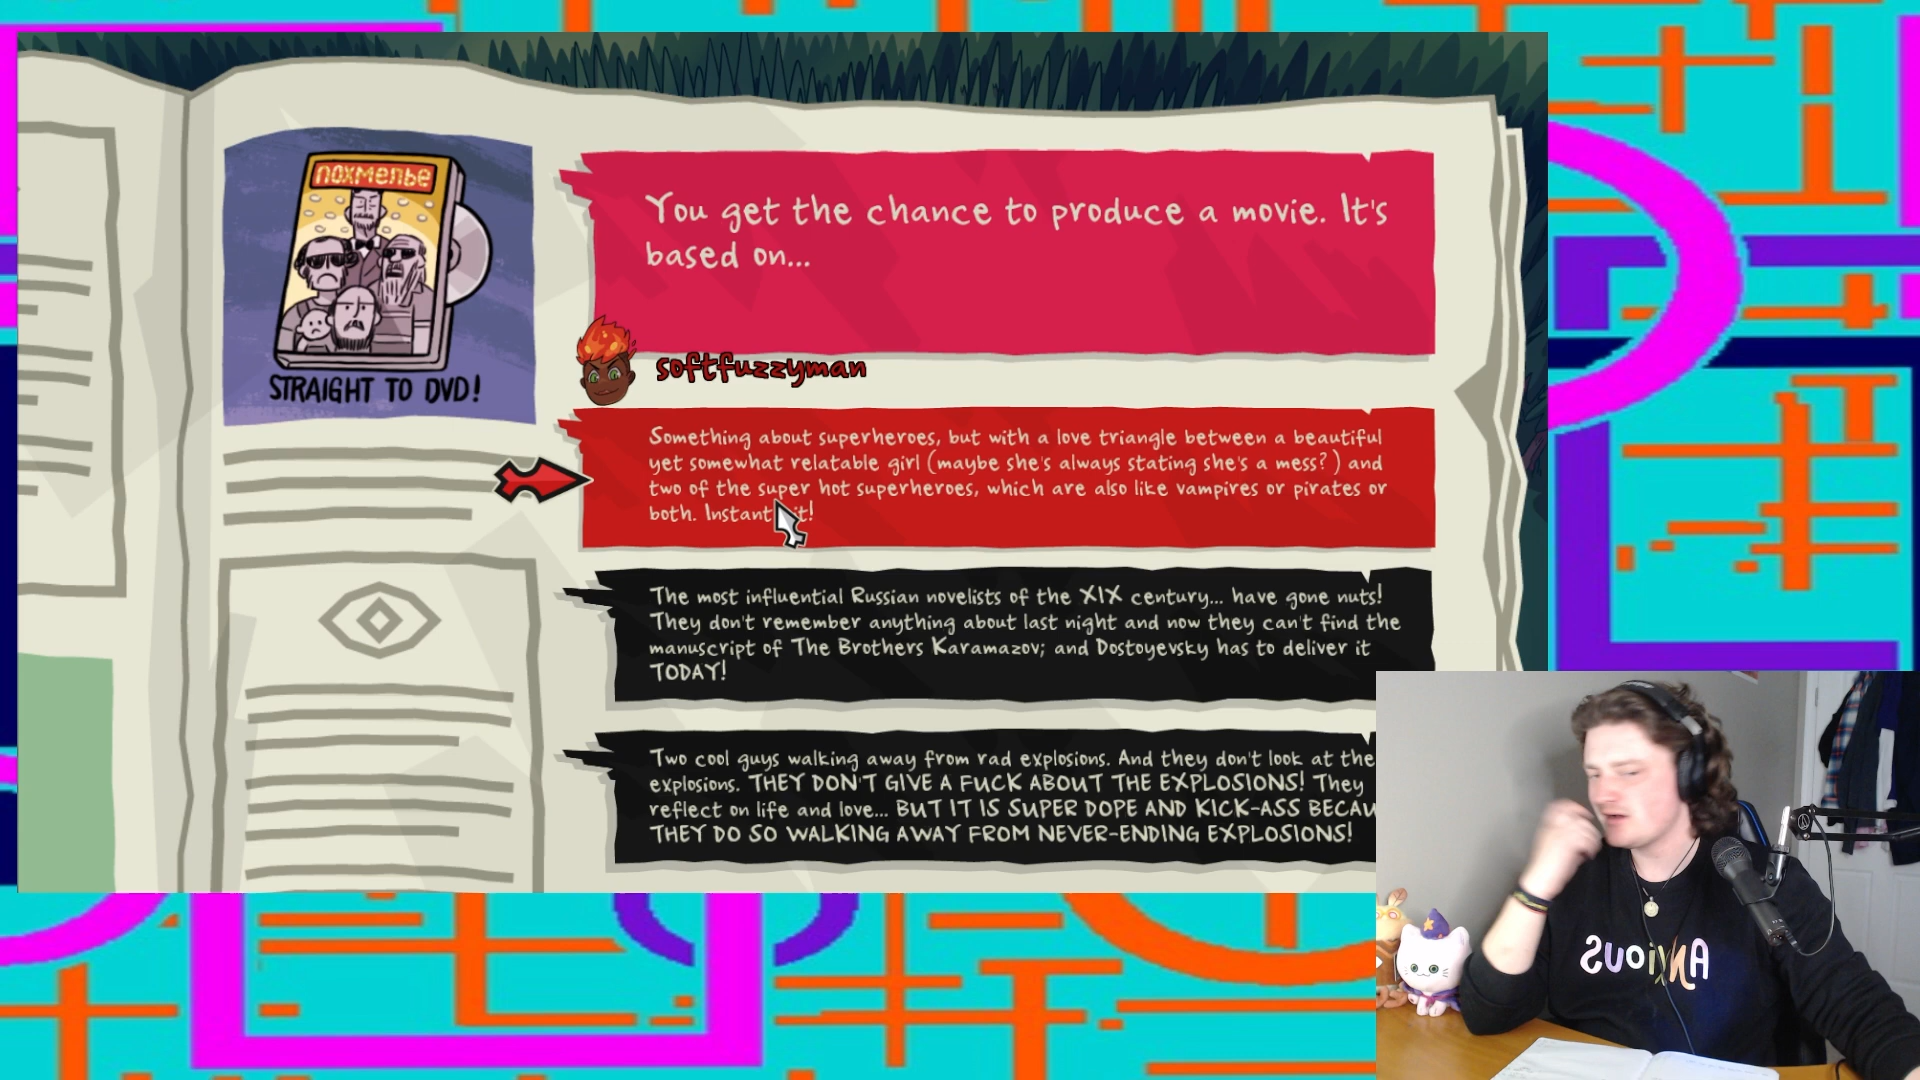 ПОХМЕЛЬЕ
STRAIGHT TO DVD!
You get the chance to produce a movie. It's
based on...
softfuzzyman
Something about superheroes, but with a love triangle between a beautiful
yet somewhat relatable girl (maybe she's always stating she's a mess?) and
two of the super hot superheroes, which are also like vampires or pirates or
both. Instant it!
The most influential Russian novelists of the XIX century... have gone nuts!
They don't remember anything about last night and now they can't find the
manuscript of The Brothers Karamazov; and Dostoyevsky has to deliver it
TODAY!
Two cool guys walking away from rad explosions. And they don't look at the
explosions. THEY DON'T GIVE A FUCK ABOUT THE EXPLOSIONS! They
reflect on life and love... BUT IT IS SUPER DOPE AND KICK-ASS BECAU
THEY DO SO WALKING AWAY FROM NEVER-ENDING EXPLOSIONS!
Anxious